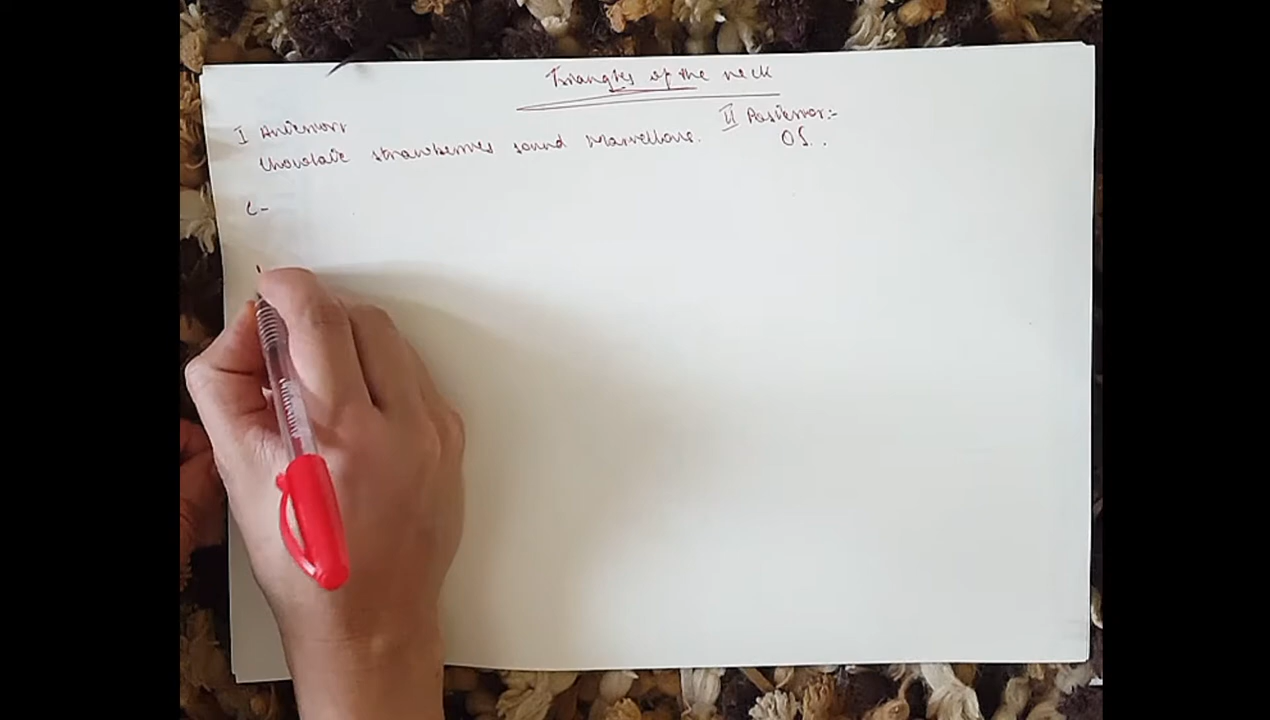 Triangles of the neck
I Anterior
Chocolate strawberries sound marvellous.
II Posterior:-
OS..
C-